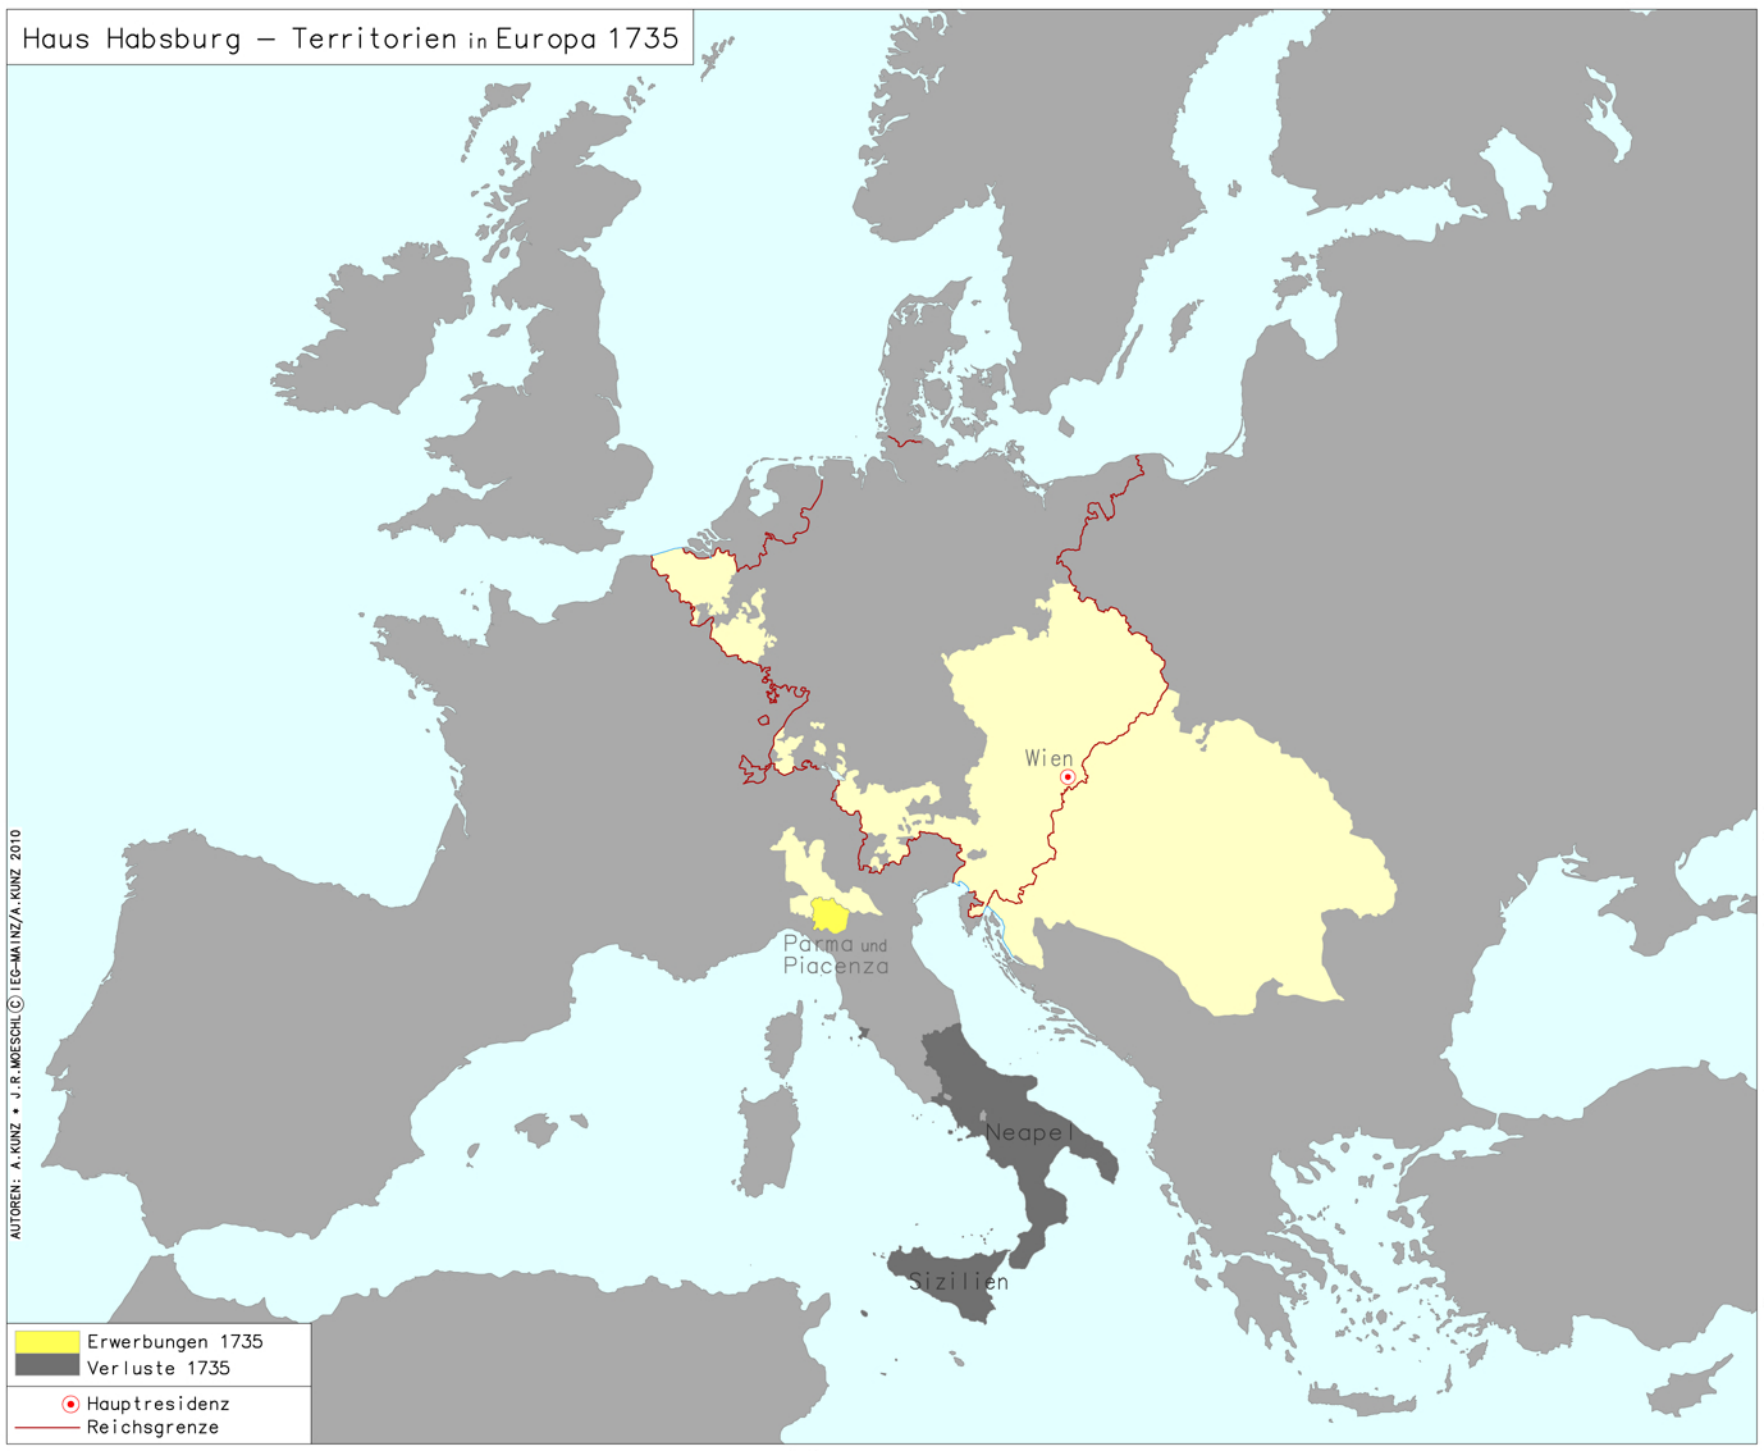 Haus Habsburg – Territorien in Europa 1735
Wien
Parma und
Piacenza
Neapel
Sizilien
AUTOREN: A.KUNZ • J.R.MOESCHL © IEG–MAINZ/A.KUNZ 2010
Erwerbungen 1735
Verluste 1735
Hauptresidenz
Reichsgrenze